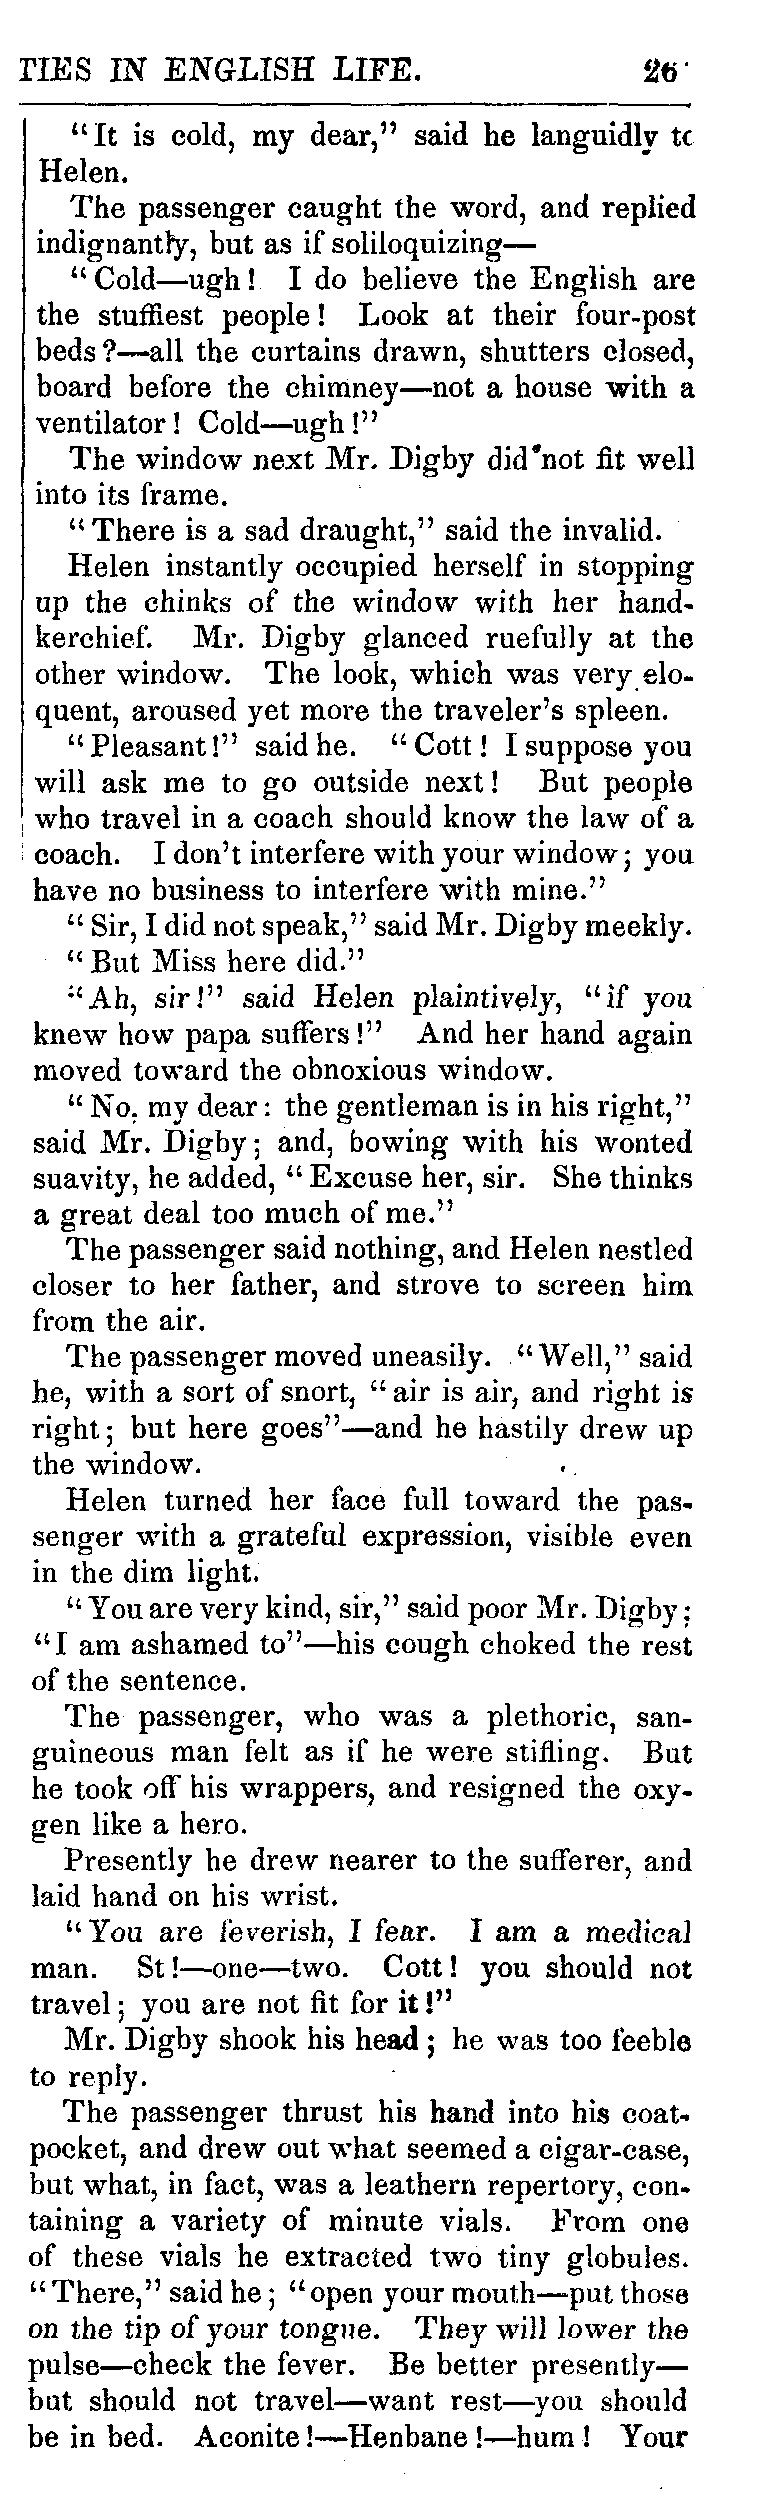 TIES IN ENGLISH LIFE. 26
“It is cold, my dear,” said he languidly to
Helen.
The passenger caught the word, and replied
indignantly, but as if soliloquizing—
“Cold—ugh! I do believe the English are
the stuffiest people! Look at their four-post
beds?—all the curtains drawn, shutters closed,
board before the chimney—not a house with a
ventilator! Cold—ugh!”
The window next Mr. Digby did not fit well
into its frame.
“There is a sad draught,” said the invalid.
Helen instantly occupied herself in stopping
up the chinks of the window with her hand-
kerchief. Mr. Digby glanced ruefully at the
other window. The look, which was very elo-
quent, aroused yet more the traveler’s spleen.
“Pleasant!” said he. “Cott! I suppose you
will ask me to go outside next! But people
who travel in a coach should know the law of a
coach. I don’t interfere with your window; you
have no business to interfere with mine.”
“Sir, I did not speak,” said Mr. Digby meekly.
“But Miss here did.”
“Ah, sir!” said Helen plaintively, “if you
knew how papa suffers!” And her hand again
moved toward the obnoxious window.
“No, my dear: the gentleman is in his right,”
said Mr. Digby; and, bowing with his wonted
suavity, he added, “Excuse her, sir. She thinks
a great deal too much of me.”
The passenger said nothing, and Helen nestled
closer to her father, and strove to screen him
from the air.
The passenger moved uneasily. “Well,” said
he, with a sort of snort, “air is air, and right is
right; but here goes”—and he hastily drew up
the window.
Helen turned her face full toward the pas-
senger with a grateful expression, visible even
in the dim light.
“You are very kind, sir,” said poor Mr. Digby;
“I am ashamed to”—his cough choked the rest
of the sentence.
The passenger, who was a plethoric, san-
guineous man felt as if he were stifling. But
he took off his wrappers, and resigned the oxy-
gen like a hero.
Presently he drew nearer to the sufferer, and
laid hand on his wrist.
“You are feverish, I fear. I am a medical
man. St!—one—two. Cott! you should not
travel; you are not fit for it!”
Mr. Digby shook his head; he was too feeble
to reply.
The passenger thrust his hand into his coat-
pocket, and drew out what seemed a cigar-case,
but what, in fact, was a leathern repertory, con-
taining a variety of minute vials. From one
of these vials he extracted two tiny globules.
“There,” said he; “open your mouth—put those
on the tip of your tongue. They will lower the
pulse—check the fever. Be better presently—
but should not travel—want rest—you should
be in bed. Aconite!—Henbane!—hum! Your